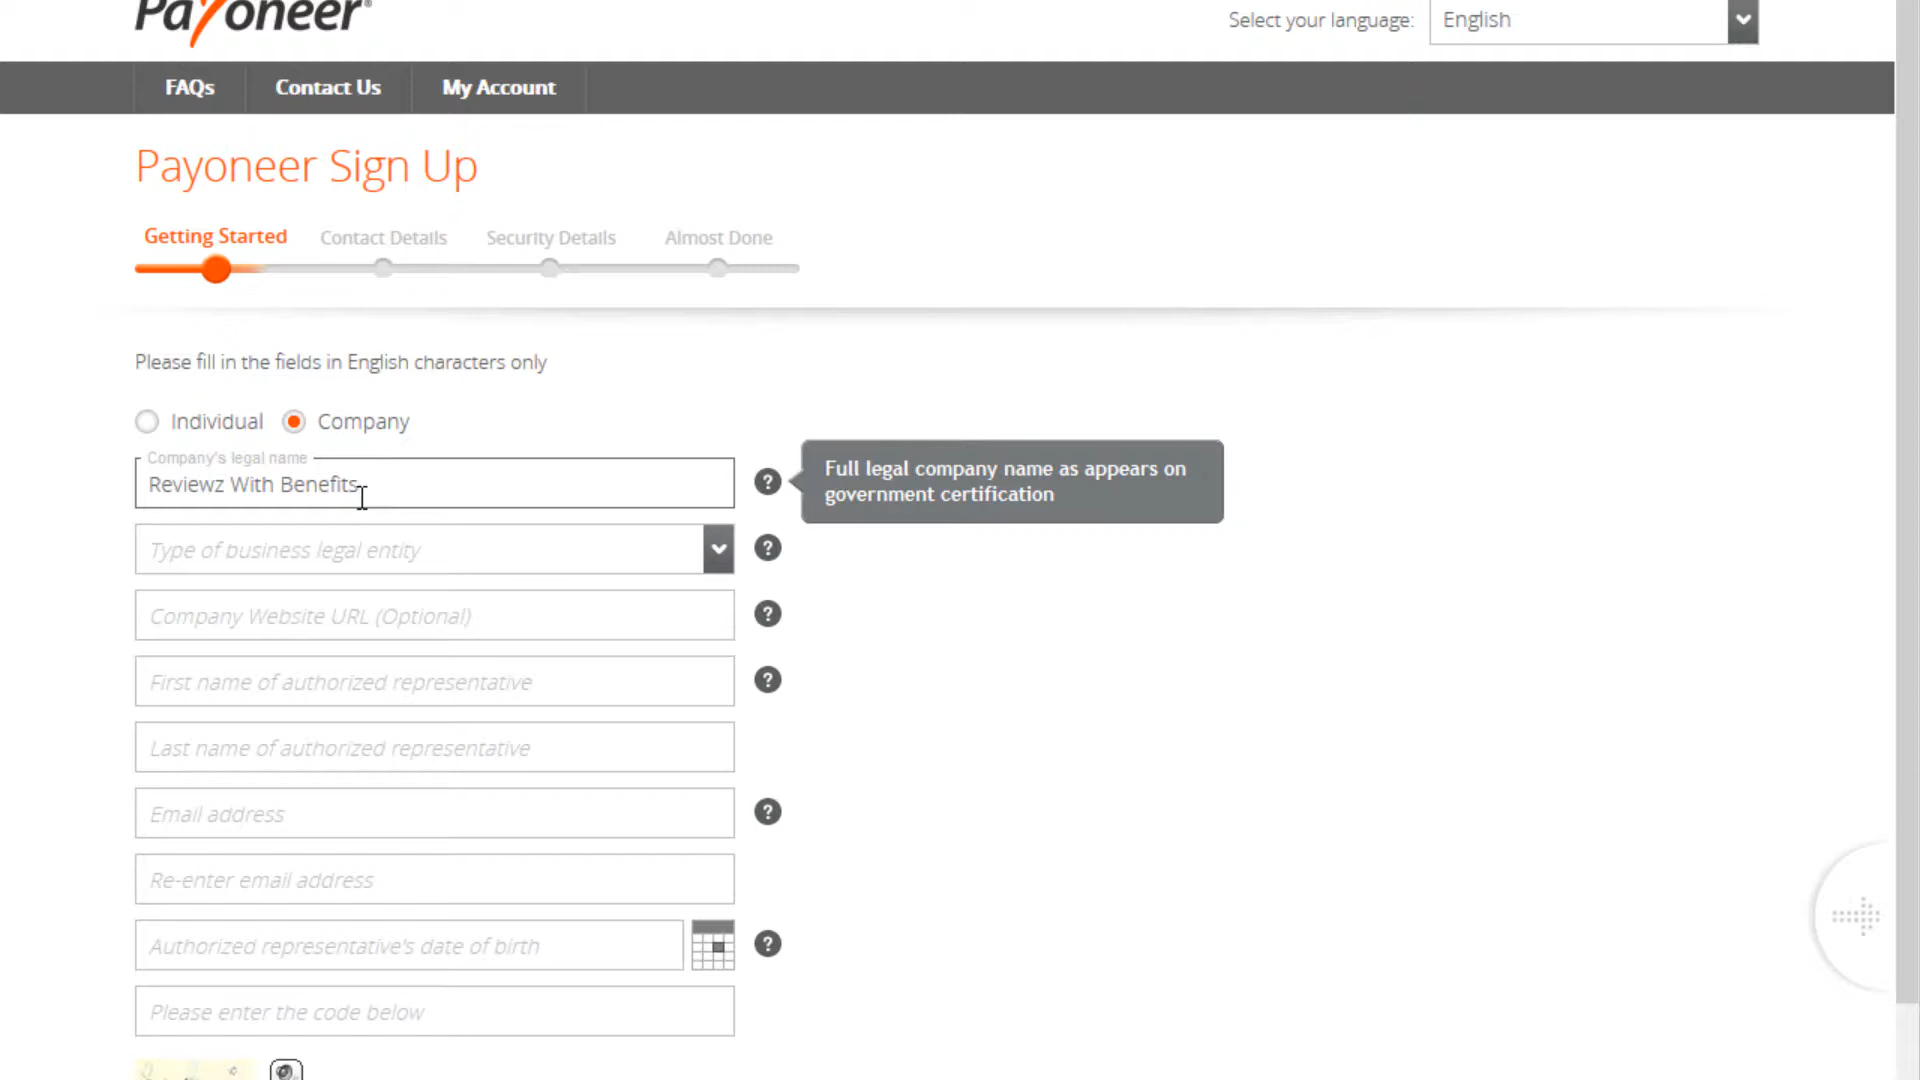 Payoneer®
Select your language: English
FAQs Contact Us My Account
Payoneer Sign Up
Getting Started Contact Details Security Details Almost Done
Please fill in the fields in English characters only
Individual Company
Company's legal name
Reviewz With Benefits
? Full legal company name as appears on
government certification
Type of business legal entity ?
Company Website URL (Optional) ?
First name of authorized representative ?
Last name of authorized representative
Email address ?
Re-enter email address
Authorized representative's date of birth ?
Please enter the code below